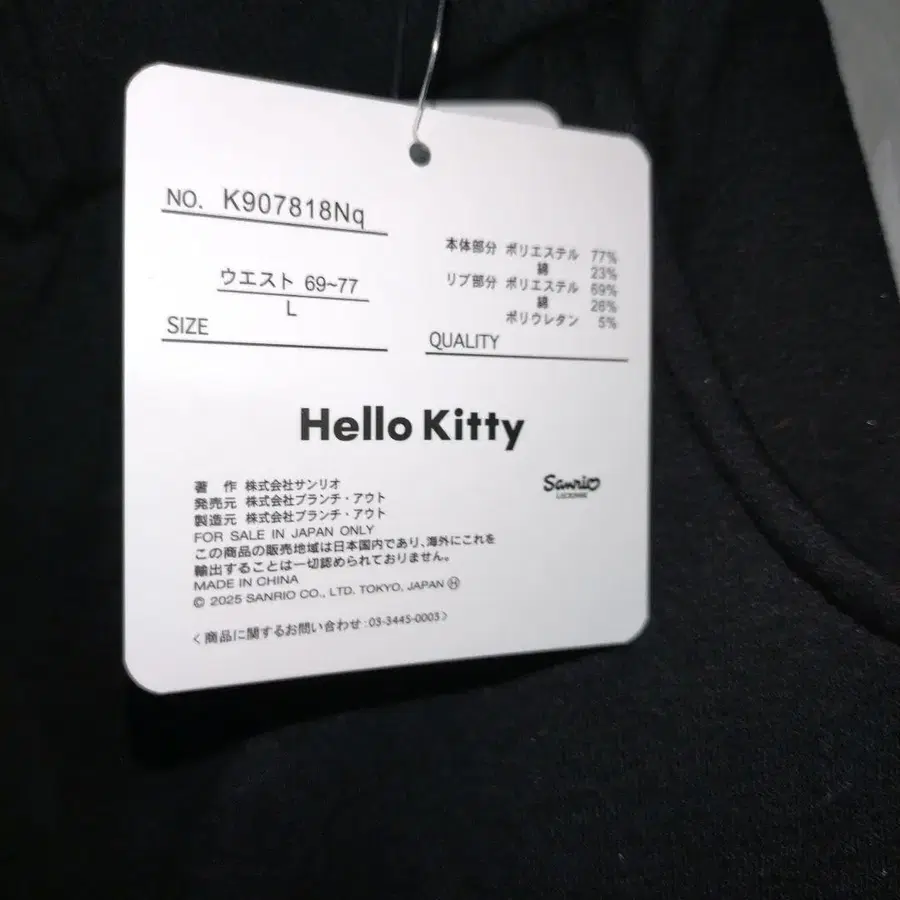 NO. K907818Nq
ウエスト 69~77
L
SIZE
本体部分 ポリエステル 77%
綿 23%
リブ部分 ポリエステル 69%
綿 26%
ポリウレタン 5%
QUALITY
Hello Kitty
著 作 株式会社サンリオ
発売元 株式会社ブランチ・アウト
製造元 株式会社ブランチ・アウト
FOR SALE IN JAPAN ONLY
この商品の販売地域は日本国内であり､海外にこれを
輸出することは一切認められておりません。
MADE IN CHINA
© 2025 SANRIO CO., LTD. TOKYO, JAPAN Ⓗ
〈商品に関するお問い合わせ:03-3445-0003〉
Sanrio
LICENSE